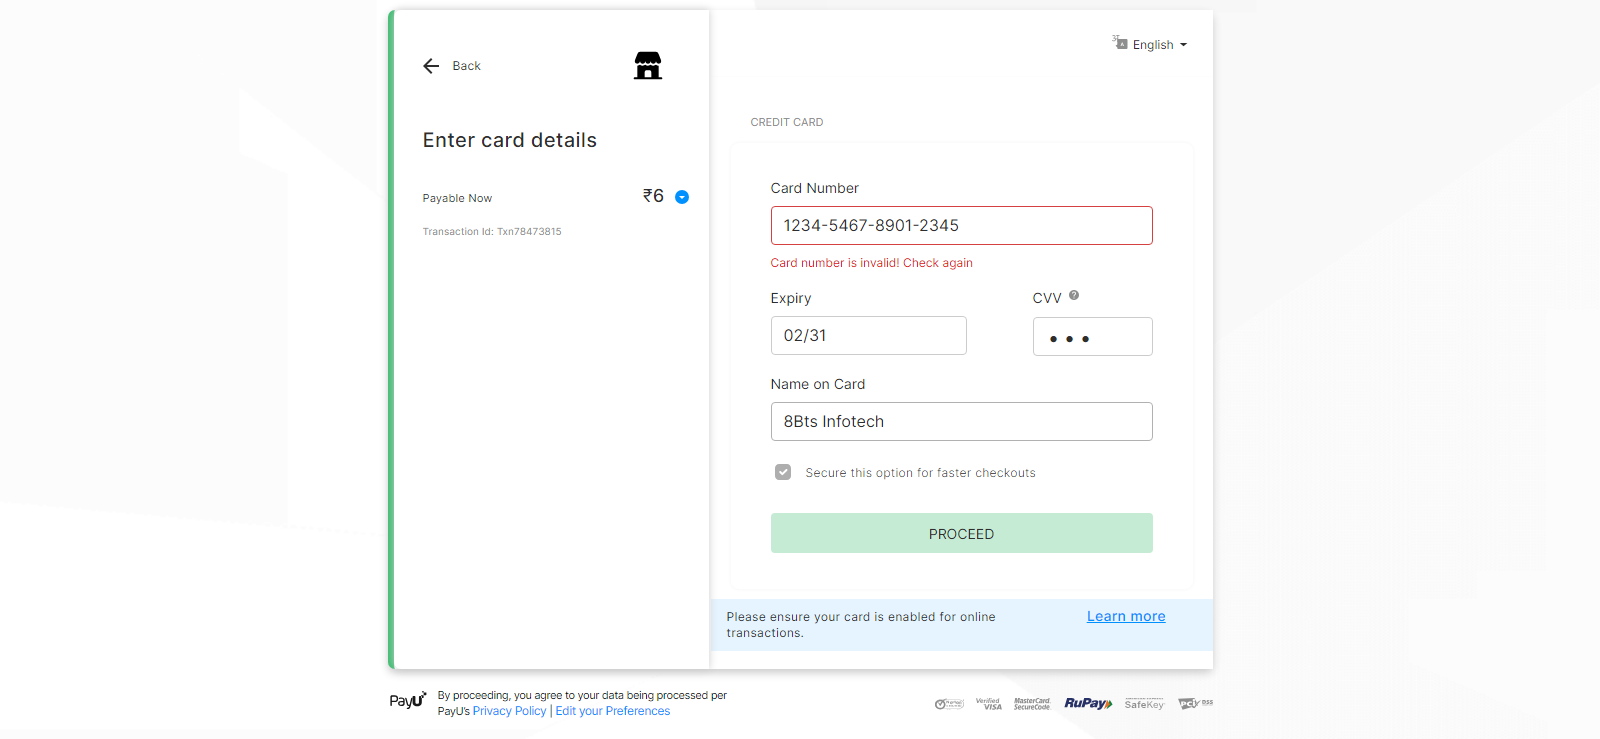 Back
English
Enter card details
Payable Now
₹6
Transaction Id: Txn78473815
CREDIT CARD
Card Number
1234-5467-8901-2345
Card number is invalid! Check again
Expiry
CVV
02/31
Name on Card
8Bts Infotech
Secure this option for faster checkouts
PROCEED
Please ensure your card is enabled for online
transactions.
Learn more
PayU
By proceeding, you agree to your data being processed per
PayU's Privacy Policy | Edit your Preferences
Verified
VISA
MasterCard.
SecureCode.
RuPay
SafeKey
PCI DSS